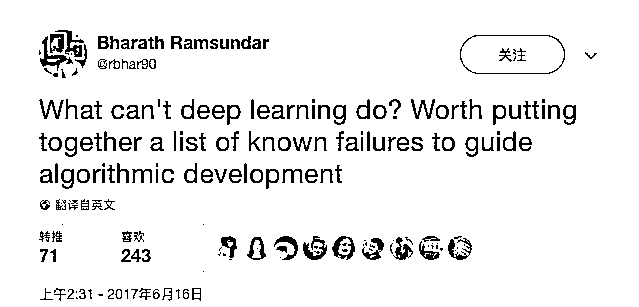 Bharath Ramsundar
@rbhar90
关注
What can't deep learning do? Worth putting
together a list of known failures to guide
algorithmic development
翻译自英文
转推 喜欢
71 243
上午2:31 - 2017年6月16日